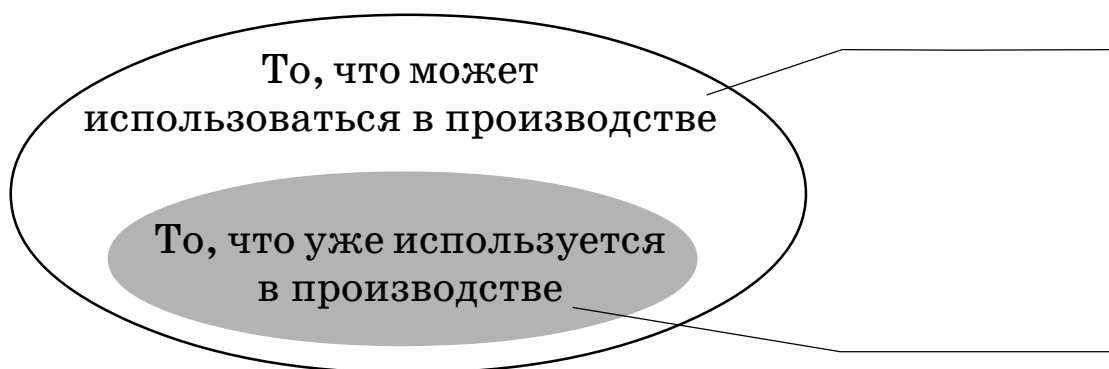 То, что может
использоваться в производстве
То, что уже используется
в производстве